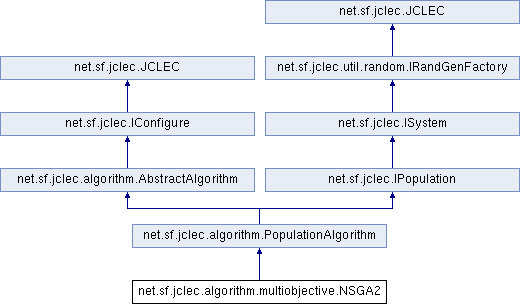 net.sf.jclec.JCLEC
net.sf.jclec.JCLEC
net.sf.jclec.util.random.IRandGenFactory
net.sf.jclec.IConfigure
net.sf.jclec.ISystem
net.sf.jclec.algorithm.AbstractAlgorithm
net.sf.jclec.IPopulation
net.sf.jclec.algorithm.PopulationAlgorithm
net.sf.jclec.algorithm.multiobjective.NSGA2